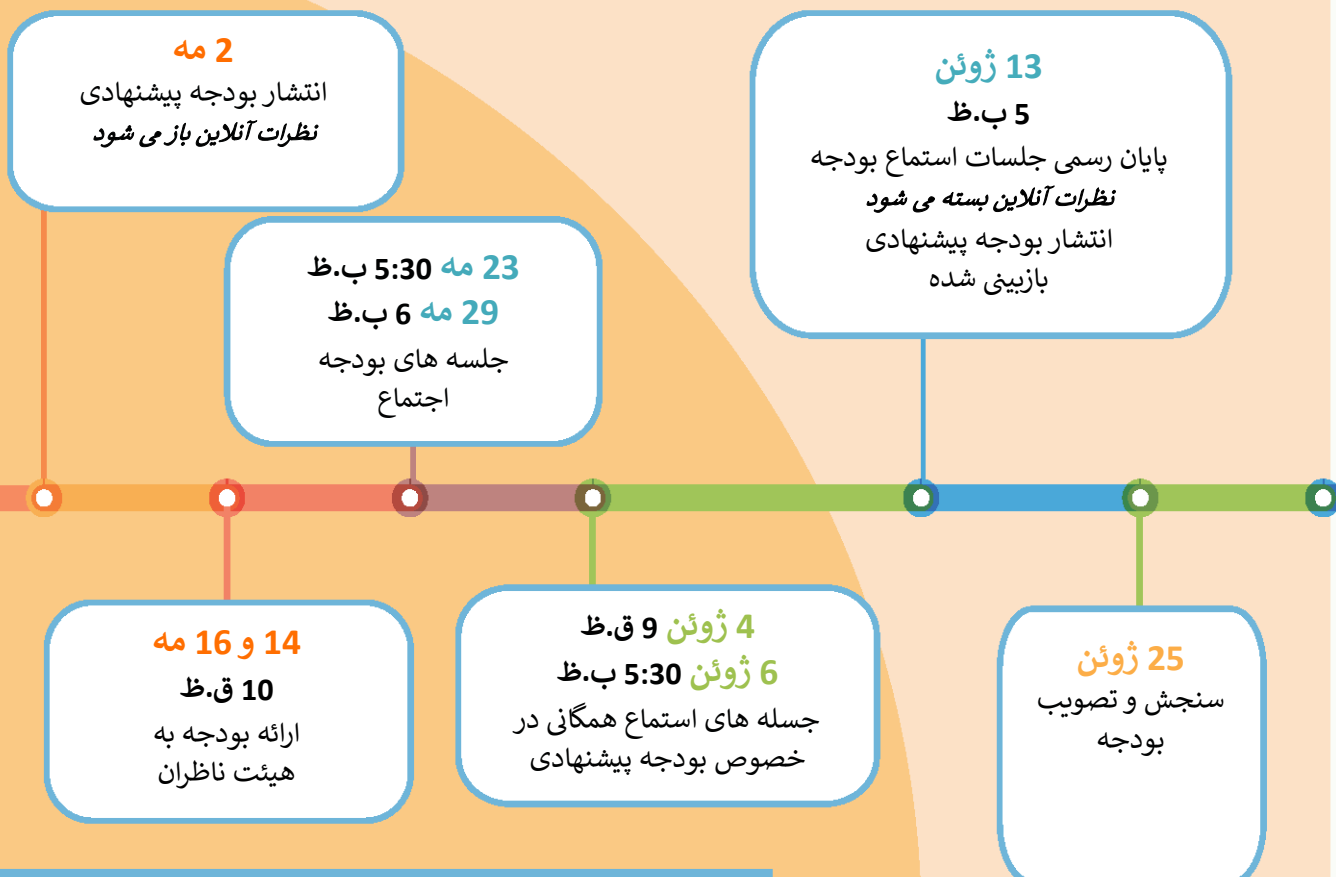 2 مه
انتشار بودجه پیشنهادی
نظرات آنلاین باز می شود
14 و 16 مه
10 ق.ظ
ارائه بودجه به
هیئت ناظران
23 مه 5:30 ب.ظ
29 مه 6 ب.ظ
جلسه های بودجه
اجتماع
4 ژوئن 9 ق.ظ
6 ژوئن 5:30 ب.ظ
جسله های استماع همگانی در
خصوص بودجه پیشنهادی
13 ژوئن
5 ب.ظ
پایان رسمی جلسات استماع بودجه
نظرات آنلاین بسته می شود
انتشار بودجه پیشنهادی
بازبینی شده
25 ژوئن
سنجش و تصویب
بودجه